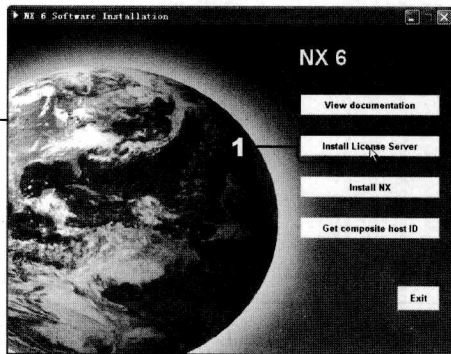 NX 6 Software Installation
NX 6
View documentation
1
Install License Server
Install NX
Get composite host ID
Exit